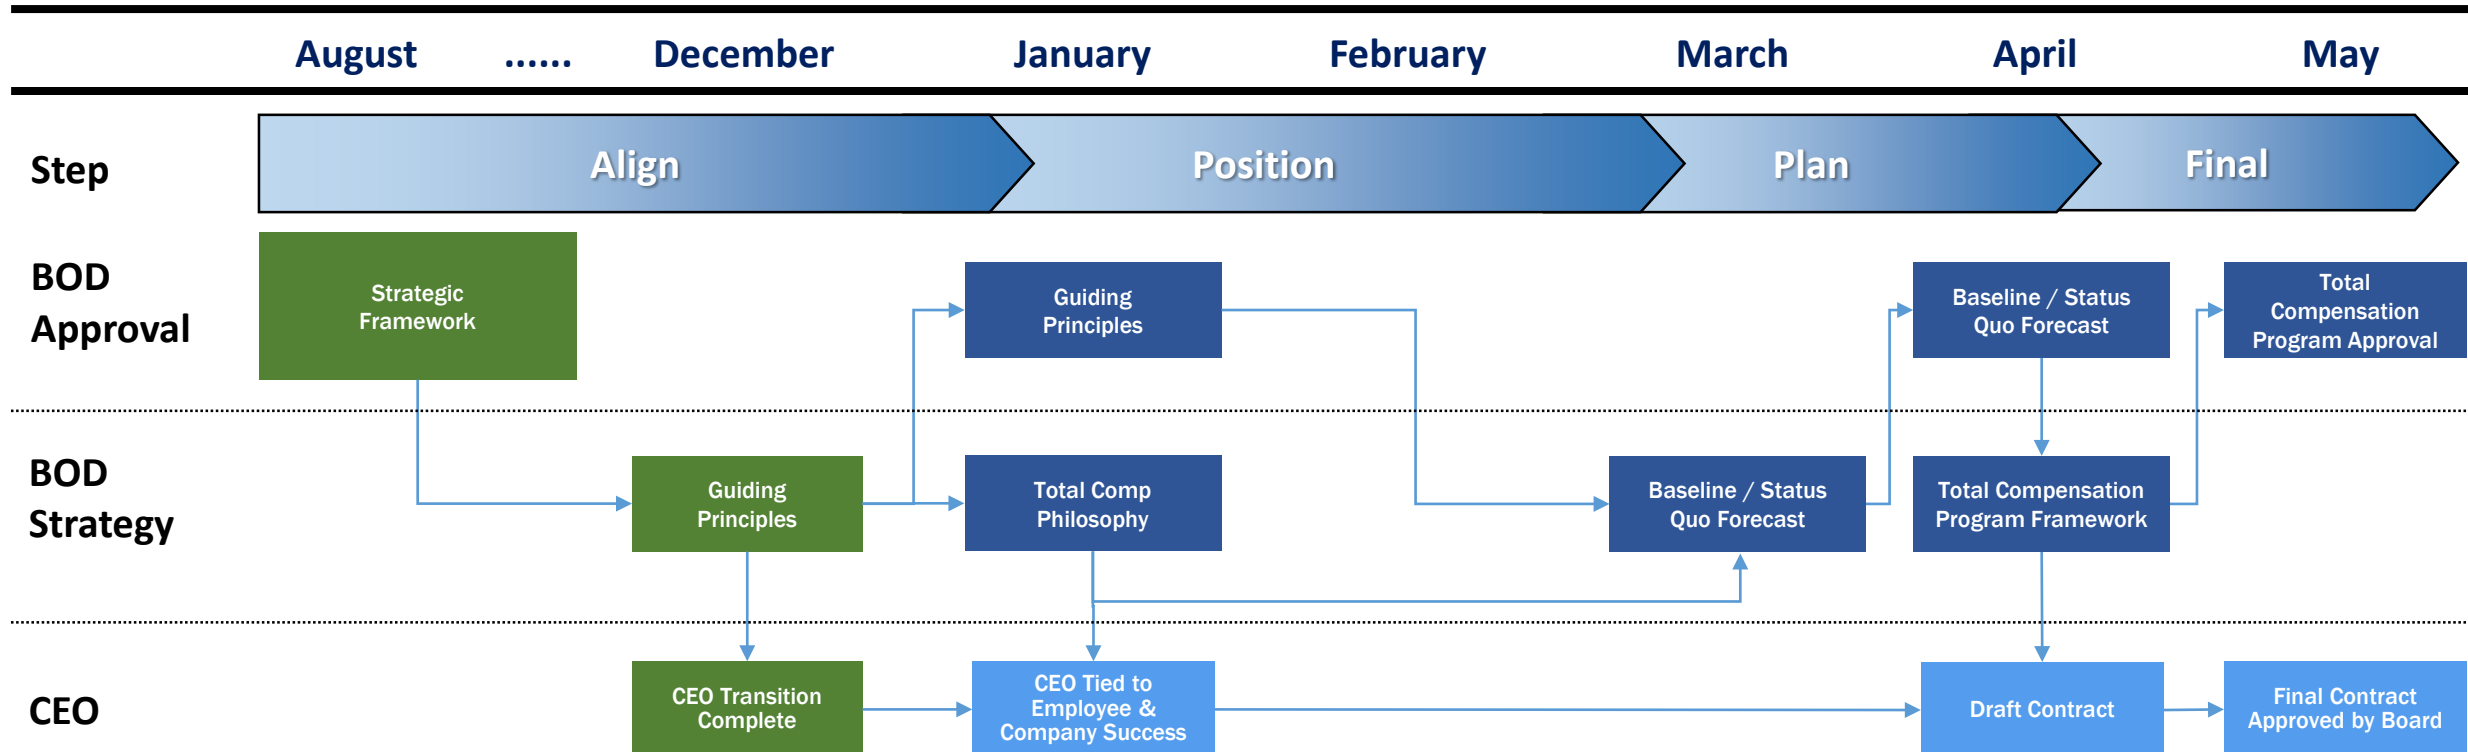 August ...... December January February March April May
Step
Align Position Plan Final
BOD
Approval
Strategic
Framework
Guiding
Principles
Baseline / Status
Quo Forecast
Total
Compensation
Program Approval
BOD
Strategy
Guiding
Principles
Total Comp
Philosophy
Baseline / Status
Quo Forecast
Total Compensation
Program Framework
CEO
CEO Transition
Complete
CEO Tied to
Employee &
Company Success
Draft Contract
Final Contract
Approved by Board